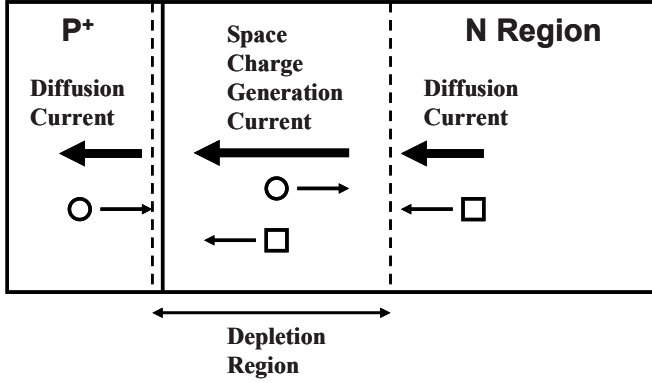 P+
N Region
Space
Charge
Generation
Current
Diffusion
Current
Diffusion
Current
Depletion
Region